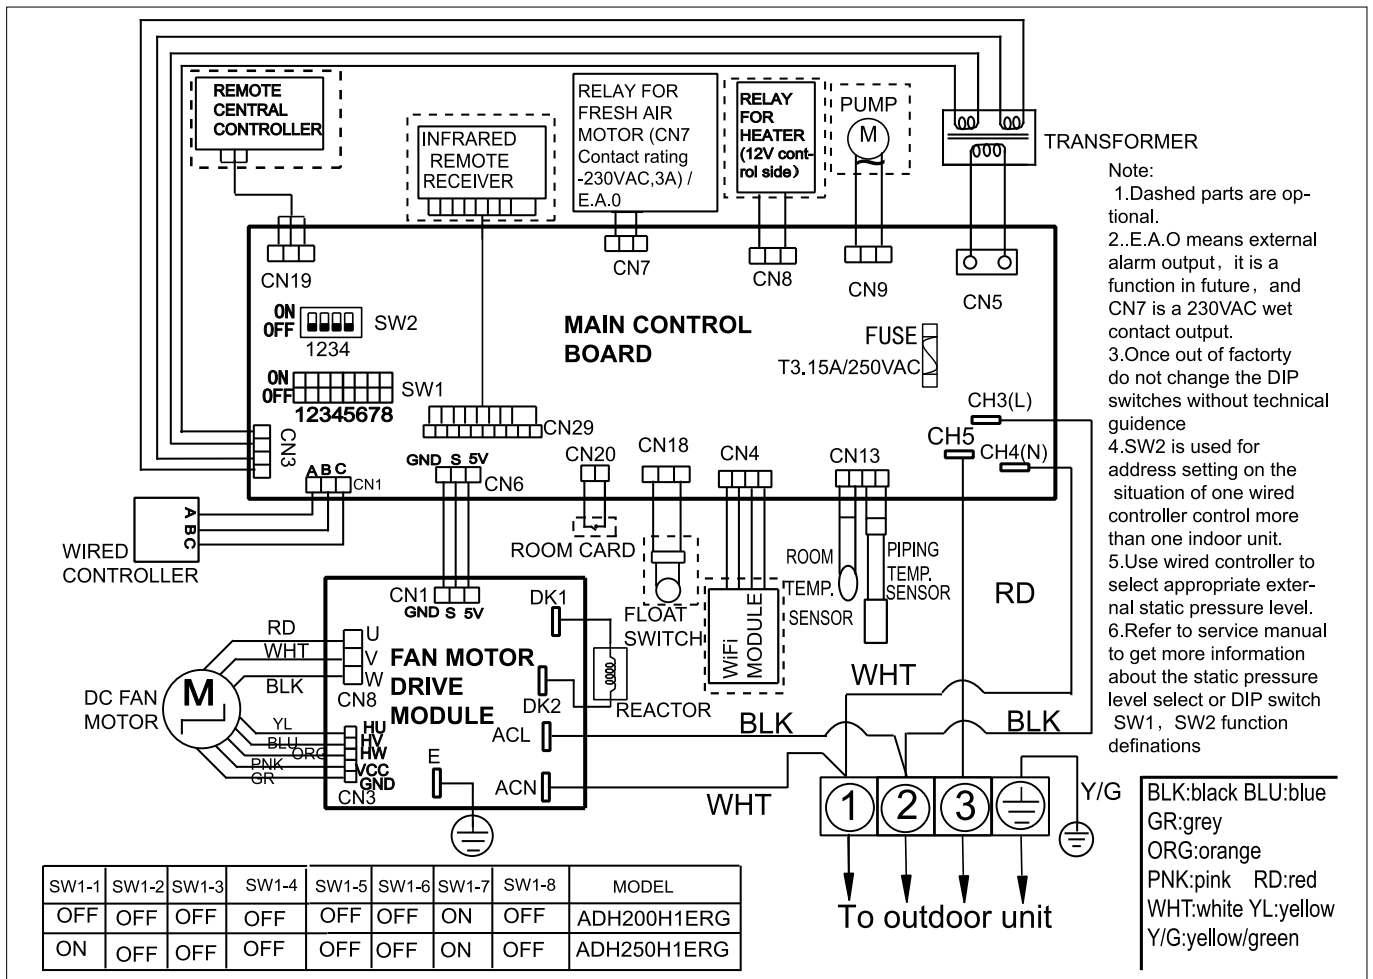 REMOTE
CENTRAL
CONTROLLER
INFRARED
REMOTE
RECEIVER
RELAY FOR
FRESH AIR
MOTOR (CN7
Contact rating
-230VAC,3A) /
E.A.0
RELAY
FOR
HEATER
(12V cont-
rol side)
PUMP
M
TRANSFORMER
CN19
CN7
CN8
CN9
CN5
ON
OFF
SW2
1234
MAIN CONTROL
BOARD
FUSE
T3.15A/250VAC
ON
OFF
SW1
12345678
CN29
CN3
CH3(L)
CH5
CH4(N)
A B C
CN1
GND S 5V
CN6
CN20
CN18
CN4
CN13
A
B
C
WIRED
CONTROLLER
ROOM CARD
FLOAT
SWITCH
WiFi
MODULE
ROOM
TEMP.
SENSOR
PIPING
TEMP.
SENSOR
RD
CN1
GND S 5V
DK1
DK2
REACTOR
FAN MOTOR
DRIVE
MODULE
U
V
W
CN8
RD
WHT
BLK
M
DC FAN
MOTOR
YL
BLU
ORG
PNK
GR
HU
HV
HW
VCC
GND
CN3
E
ACL
ACN
BLK
WHT
WHT
BLK
Y/G
1
2
3
To outdoor unit
Note:
1.Dashed parts are op-
tional.
2..E.A.O means external
alarm output, it is a
function in future, and
CN7 is a 230VAC wet
contact output.
3.Once out of factorty
do not change the DIP
switches without technical
guidence
4.SW2 is used for
address setting on the
situation of one wired
controller control more
than one indoor unit.
5.Use wired controller to
select appropriate exter-
nal static pressure level.
6.Refer to service manual
to get more information
about the static pressure
level select or DIP switch
SW1, SW2 function
definations
BLK:black BLU:blue
GR:grey
ORG:orange
PNK:pink RD:red
WHT:white YL:yellow
Y/G:yellow/green
SW1-1 SW1-2 SW1-3 SW1-4 SW1-5 SW1-6 SW1-7 SW1-8 MODEL
OFF OFF OFF OFF OFF OFF ON OFF ADH200H1ERG
ON OFF OFF OFF OFF OFF ON OFF ADH250H1ERG